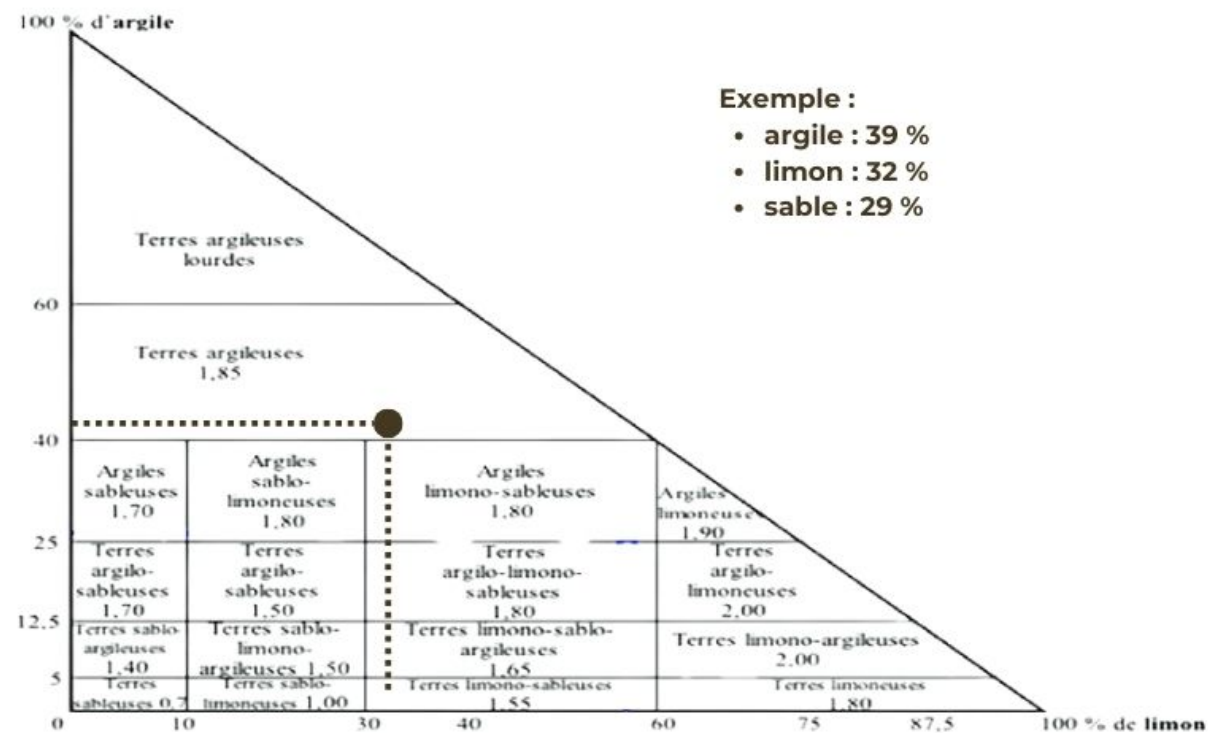 100 % d'argile
Exemple :
• argile : 39 %
• limon : 32 %
• sable : 29 %
Terres argileuses
lourdes
60
Terres argileuses
1,85
40
Argiles
sableuses
1.70
Argiles
sablo-
limoneuses
1.80
Argiles
limono-sableuses
1.80
Argiles
limoneuses
1.90
25
Terres
argilo-
sableuses
1.70
Terres
argilo-
sableuses
1.50
Terres
argilo-limono-
sableuses
1,80
Terres
argilo-
limoneuses
2.00
12.5
Terres sablo-
argileuses
1.40
Terres sablo-
limono-
argileuses 1,50
Terres limono-sablo-
argileuses
1.65
Terres limono-argileuses
2.00
5
Terres
sableuses 0,7
Terres sablo-
limoneuses 1,00
Terres limono-sableuses
1.55
Terres limoneuses
1.80
0 10 30 40 60 75 87,5 100 % de limon